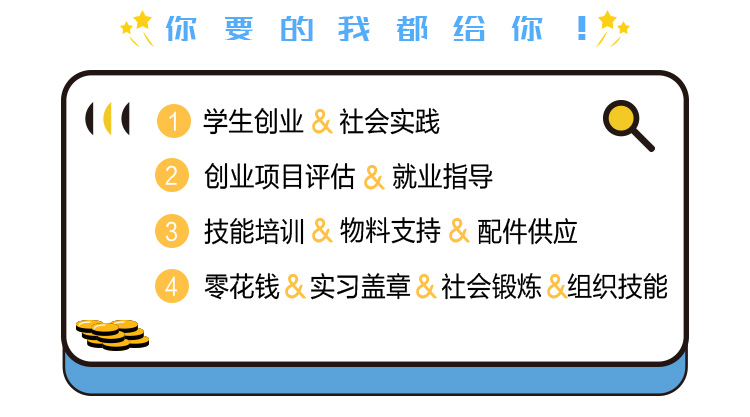 你要的我都给你！
1 学生创业 & 社会实践
2 创业项目评估 & 就业指导
3 技能培训 & 物料支持 & 配件供应
4 零花钱 & 实习盖章 & 社会锻炼 & 组织技能